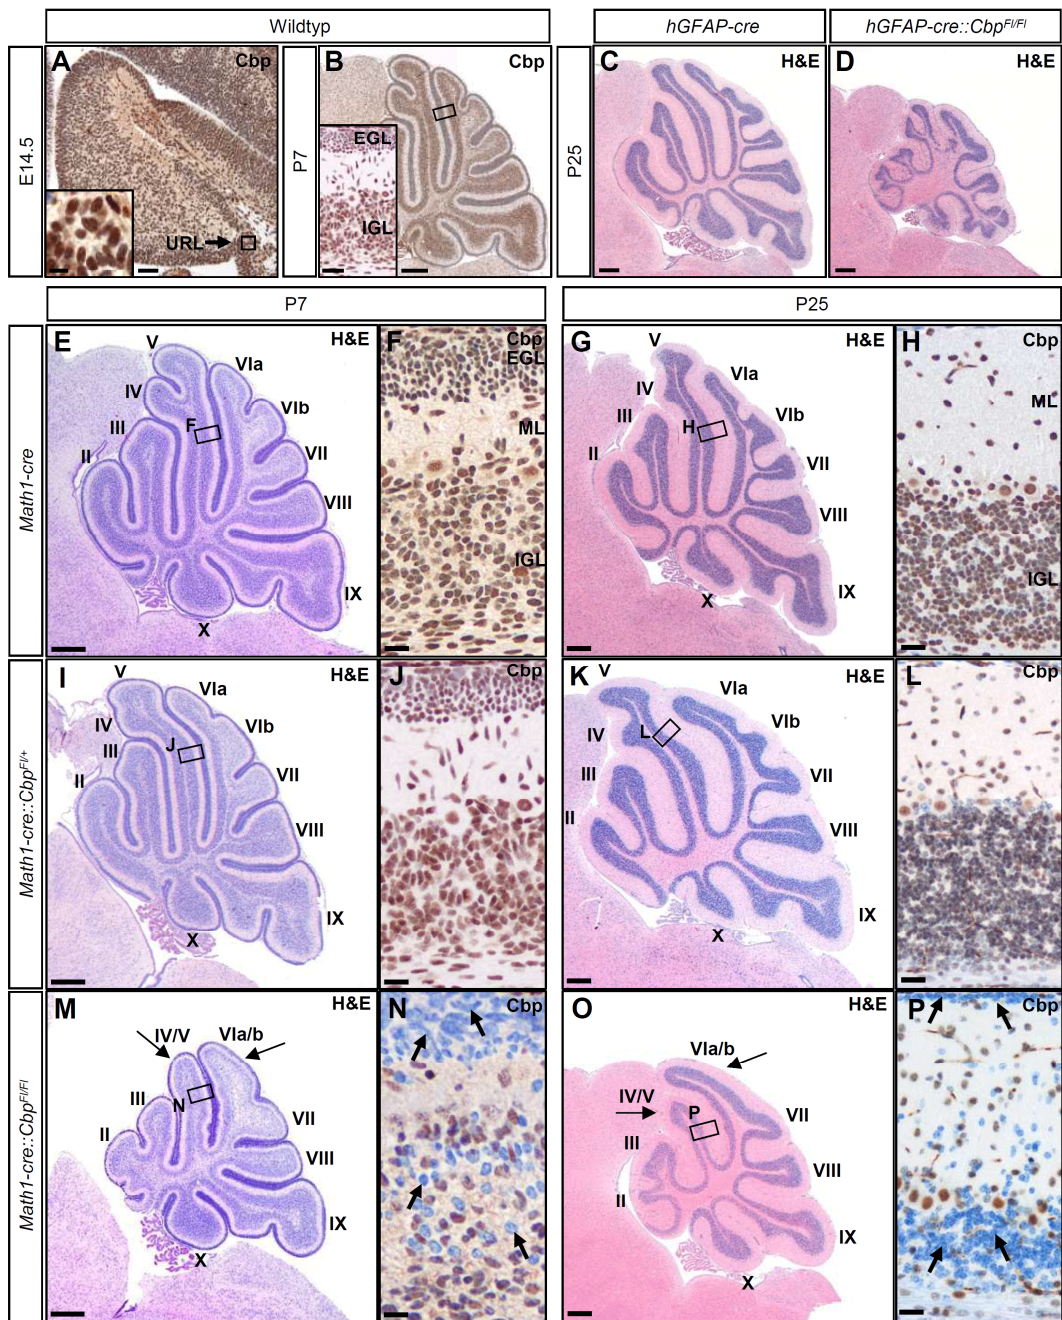 Wildtyp
hGFAP-cre
hGFAP-cre::Cbp^Fl/Fl
E14.5
A
Cbp
URL
P7
B
Cbp
EGL
IGL
P25
C
H&E
D
H&E
P7
P25
Math1-cre
E
H&E
V
IV
III
II
VIa
VIb
VII
VIII
IX
X
F
F
Cbp
EGL
ML
IGL
G
H&E
V
IV
III
II
VIa
VIb
VII
VIII
IX
X
H
H
Cbp
ML
IGL
Math1-cre::Cbp^Fl/+
I
H&E
V
IV
III
II
VIa
VIb
VII
VIII
IX
X
J
J
Cbp
K
H&E
V
IV
III
II
VIa
VIb
VII
VIII
IX
X
L
L
Cbp
Math1-cre::Cbp^Fl/Fl
M
H&E
IV/V
VIa/b
III
II
VII
VIII
IX
X
N
N
Cbp
O
H&E
VIa/b
IV/V
III
II
VII
VIII
IX
X
P
P
Cbp